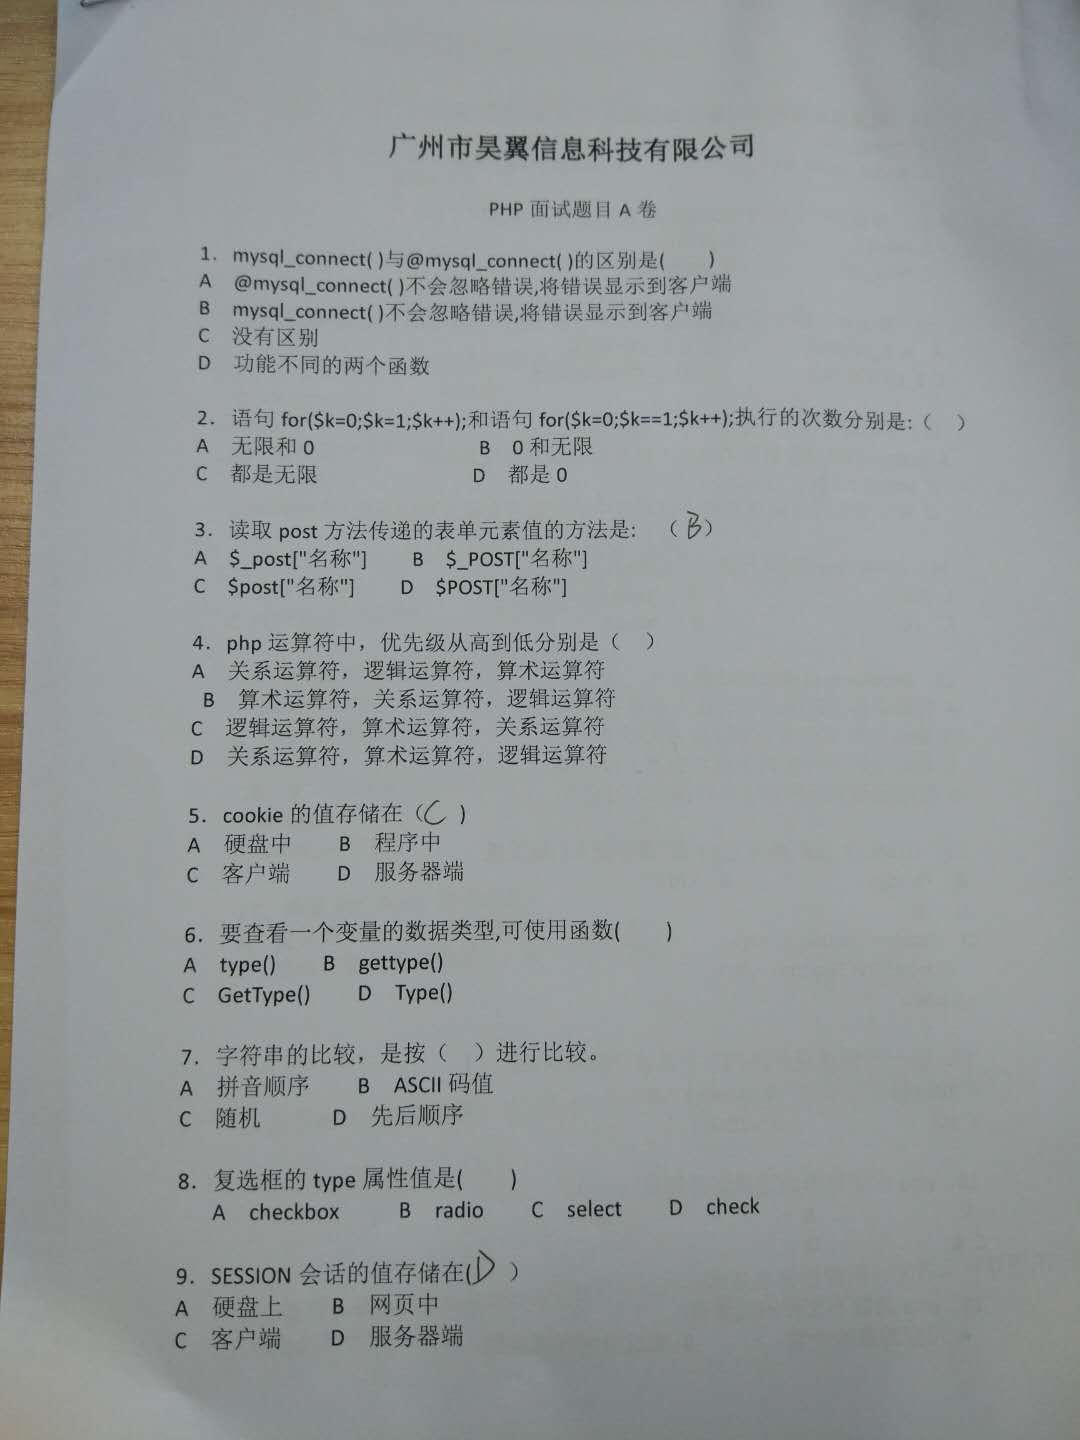 广州市昊翼信息科技有限公司
PHP 面试题目 A 卷
1. mysql_connect( )与@mysql_connect( )的区别是(　　)
A @mysql_connect( )不会忽略错误,将错误显示到客户端
B mysql_connect( )不会忽略错误,将错误显示到客户端
C 没有区别
D 功能不同的两个函数
2. 语句 for($k=0;$k=1;$k++);和语句 for($k=0;$k==1;$k++);执行的次数分别是:（　）
A 无限和 0 B 0 和无限
C 都是无限 D 都是 0
3. 读取 post 方法传递的表单元素值的方法是: （B）
A $_post["名称"] B $_POST["名称"]
C $post["名称"] D $POST["名称"]
4. php 运算符中，优先级从高到低分别是（　）
A 关系运算符，逻辑运算符，算术运算符
B 算术运算符，关系运算符，逻辑运算符
C 逻辑运算符，算术运算符，关系运算符
D 关系运算符，算术运算符，逻辑运算符
5. cookie 的值存储在（C ）
A 硬盘中 B 程序中
C 客户端 D 服务器端
6. 要查看一个变量的数据类型,可使用函数(　　)
A type() B gettype()
C GetType() D Type()
7. 字符串的比较，是按（　）进行比较。
A 拼音顺序 B ASCII 码值
C 随机 D 先后顺序
8. 复选框的 type 属性值是(　　)
A checkbox B radio C select D check
9. SESSION 会话的值存储在(D ）
A 硬盘上 B 网页中
C 客户端 D 服务器端